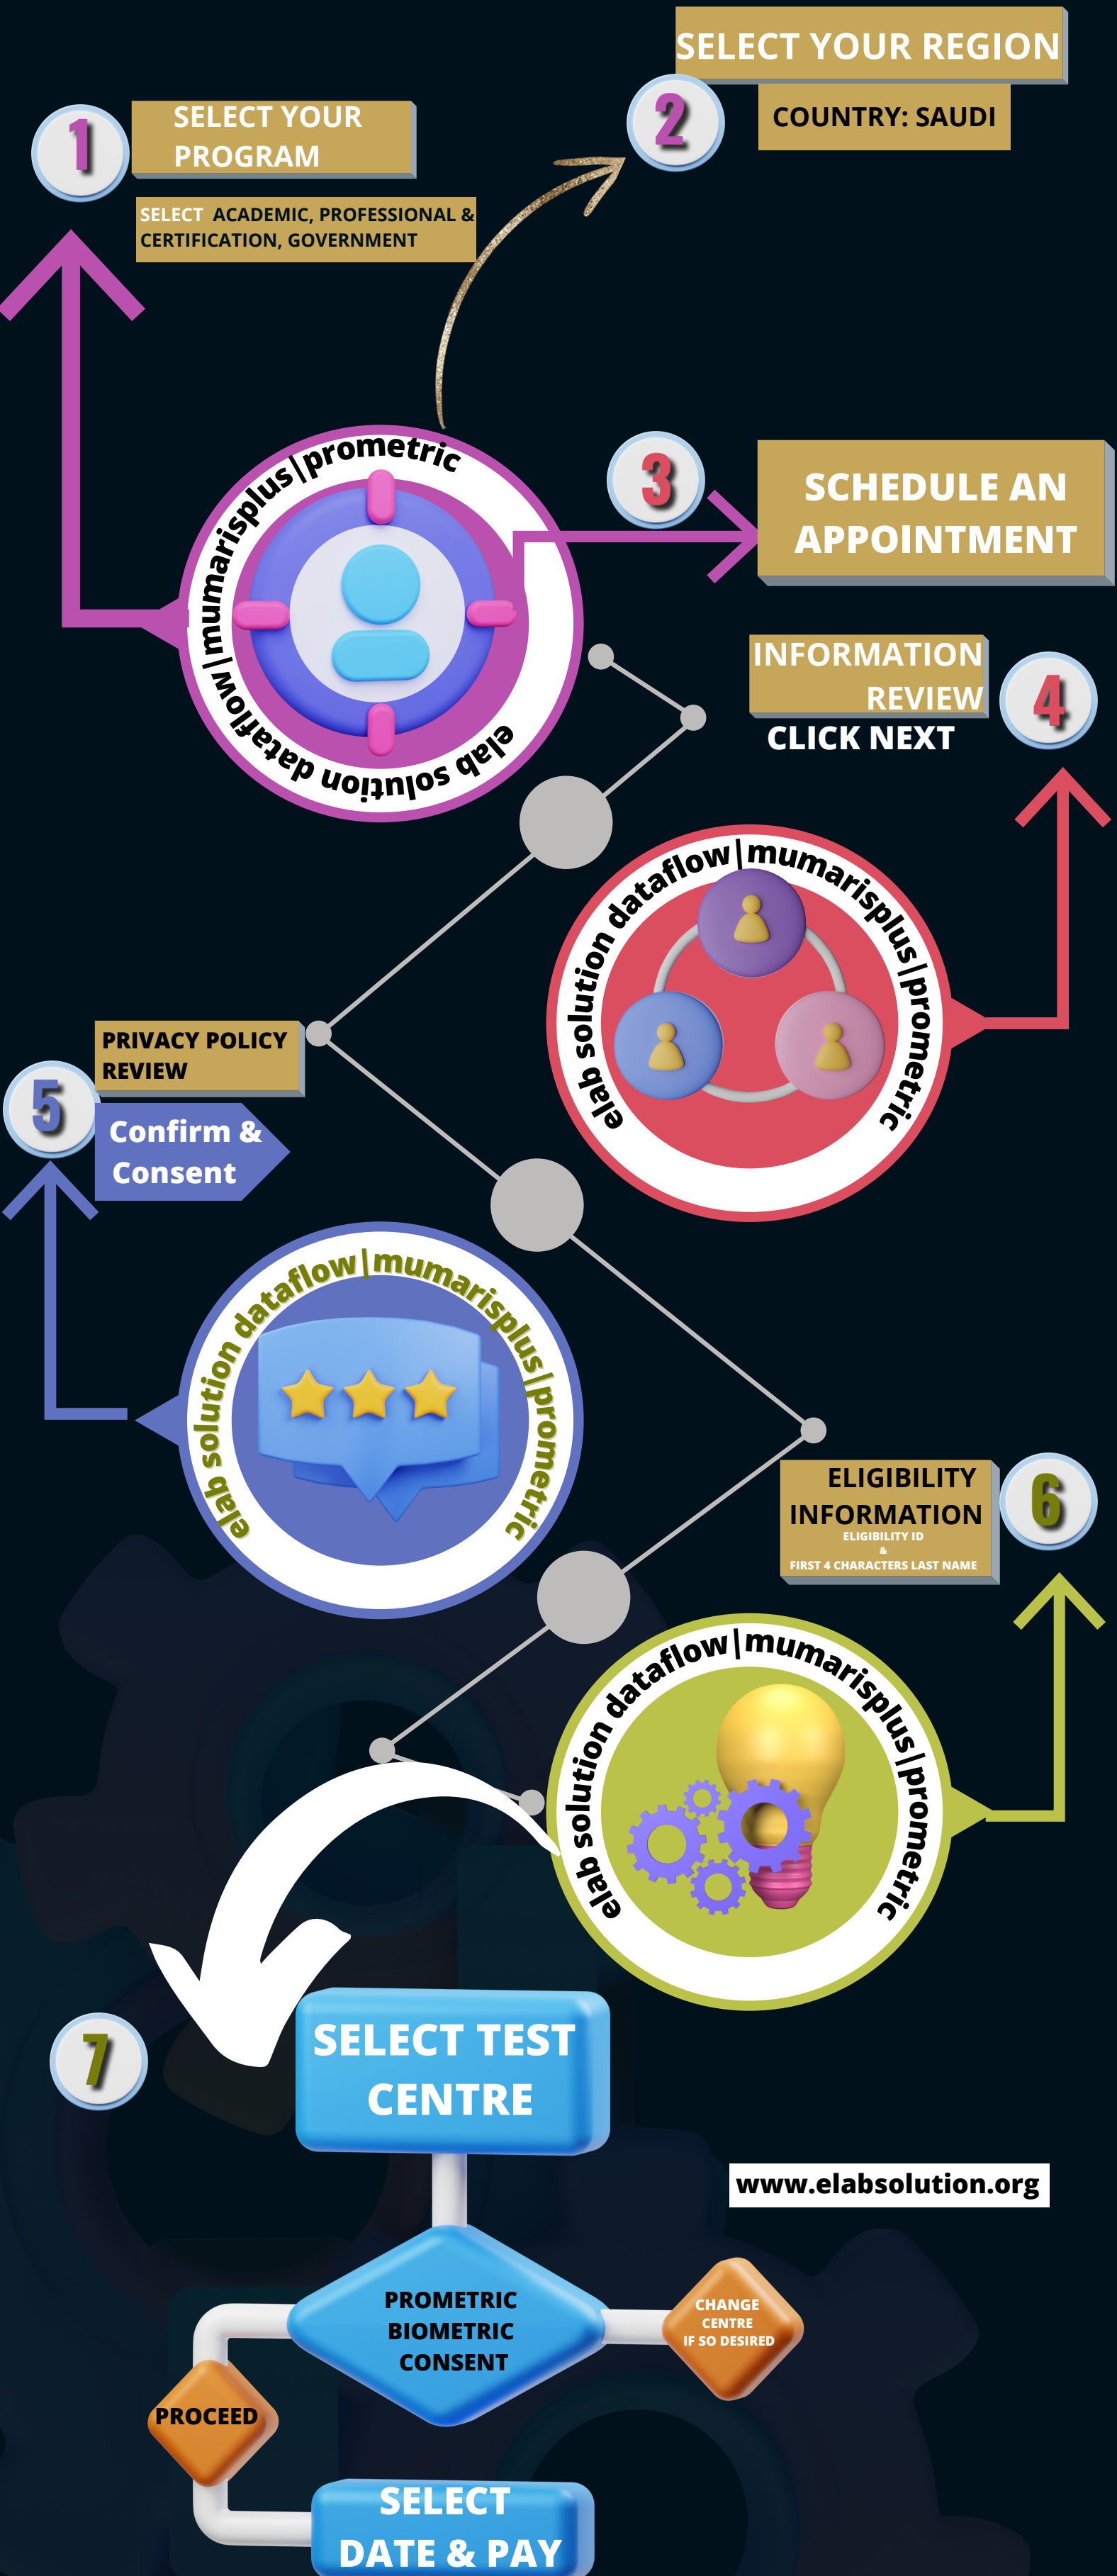 SELECT YOUR REGION
2
COUNTRY: SAUDI
1
SELECT YOUR
PROGRAM
SELECT ACADEMIC, PROFESSIONAL &
CERTIFICATION, GOVERNMENT
elab solution dataflow|mumarisplus|prometric
3
SCHEDULE AN
APPOINTMENT
INFORMATION
REVIEW
CLICK NEXT
4
elab solution dataflow|mumarisplus|prometric
PRIVACY POLICY
REVIEW
5
Confirm &
Consent
elab solution dataflow|mumarisplus|prometric
ELIGIBILITY
INFORMATION
ELIGIBILITY ID
&
FIRST 4 CHARACTERS LAST NAME
6
elab solution dataflow|mumarisplus|prometric
7
SELECT TEST
CENTRE
www.elabsolution.org
PROMETRIC
BIOMETRIC
CONSENT
CHANGE
CENTRE
IF SO DESIRED
PROCEED
SELECT
DATE & PAY